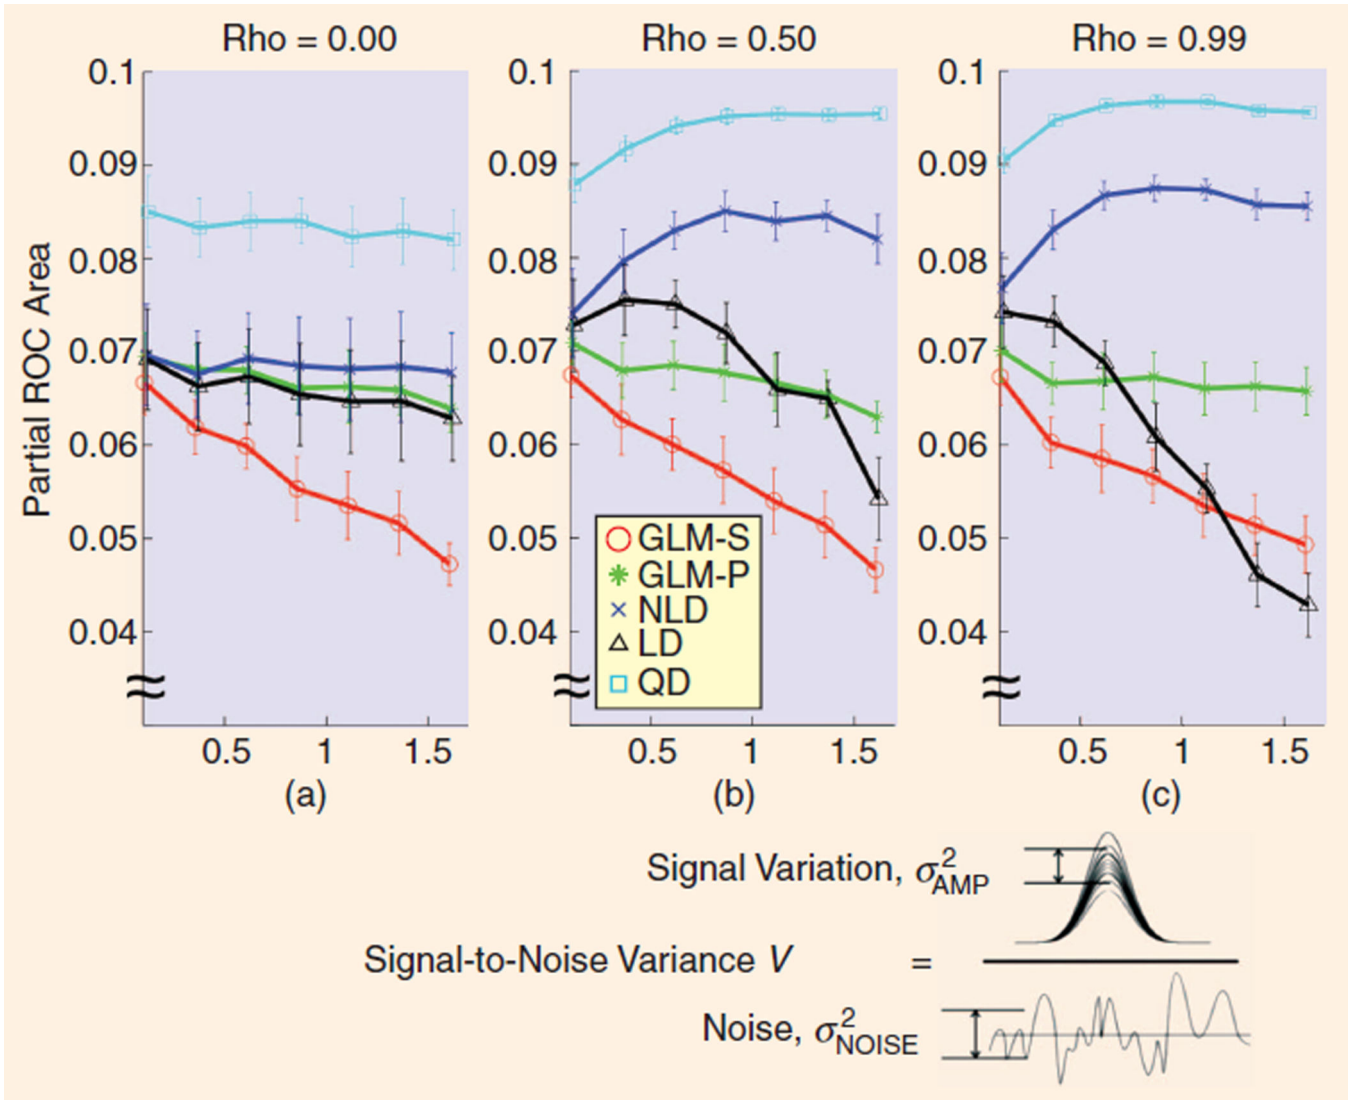 Rho = 0.00
Rho = 0.50
Rho = 0.99
Partial ROC Area
0.1
0.09
0.08
0.07
0.06
0.05
0.04
≈
0.5 1 1.5
(a)
0.1
0.09
0.08
0.07
0.06
0.05
0.04
≈
GLM-S
GLM-P
NLD
LD
QD
0.5 1 1.5
(b)
0.1
0.09
0.08
0.07
0.06
0.05
0.04
≈
0.5 1 1.5
(c)
Signal Variation, σ²AMP
Signal-to-Noise Variance V =
Noise, σ²NOISE